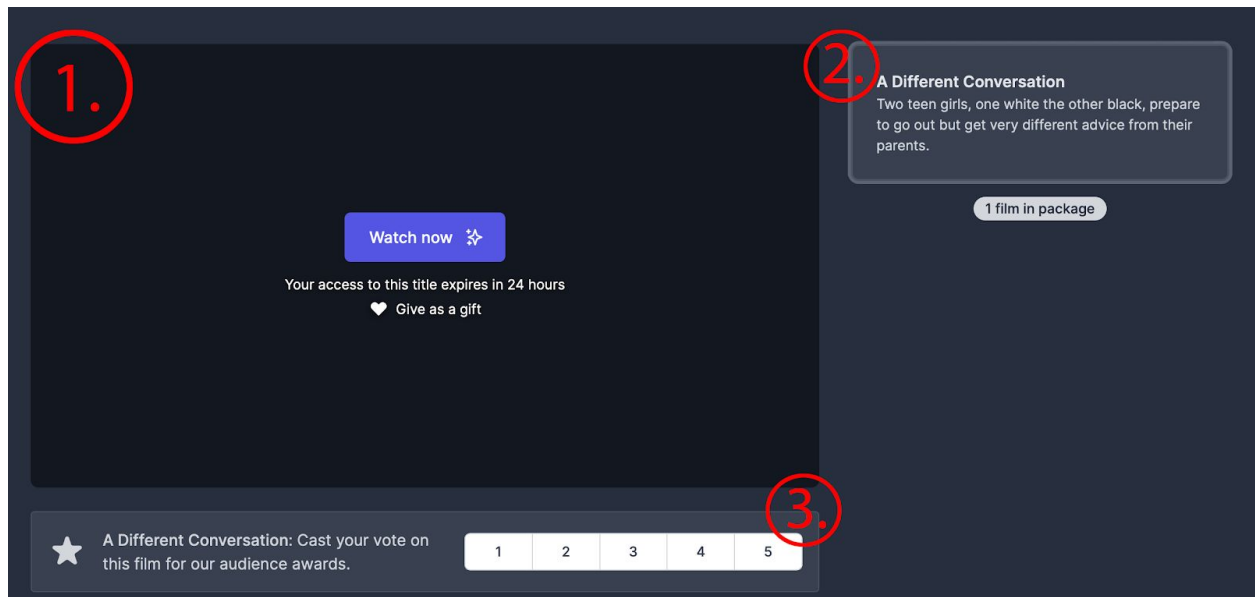 1.
Watch now
Your access to this title expires in 24 hours
Give as a gift
2.
A Different Conversation
Two teen girls, one white the other black, prepare
to go out but get very different advice from their
parents.
1 film in package
3.
A Different Conversation: Cast your vote on
this film for our audience awards.
1 2 3 4 5